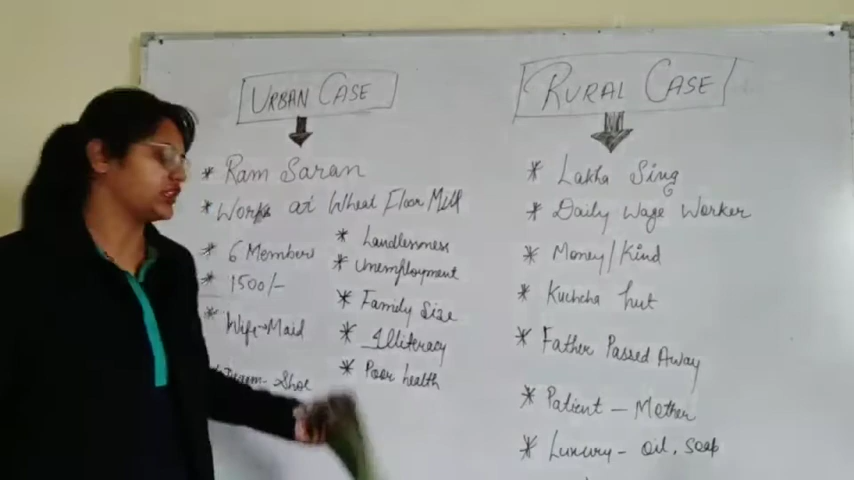 URBAN CASE
* Ram Saran
* Works at Wheat Floor Mill
* 6 Members
* 1500/-
* Wife→Maid
- Shoe
* Landlessness
* Unemployment
* Family Size
* Illiteracy
* Poor health
RURAL CASE
* Lakha Sing
* Daily Wage Worker
* Money / Kind
* Kuchcha hut
* Father Passed Away
* Patient - Mother
* Luxury - oil, soap